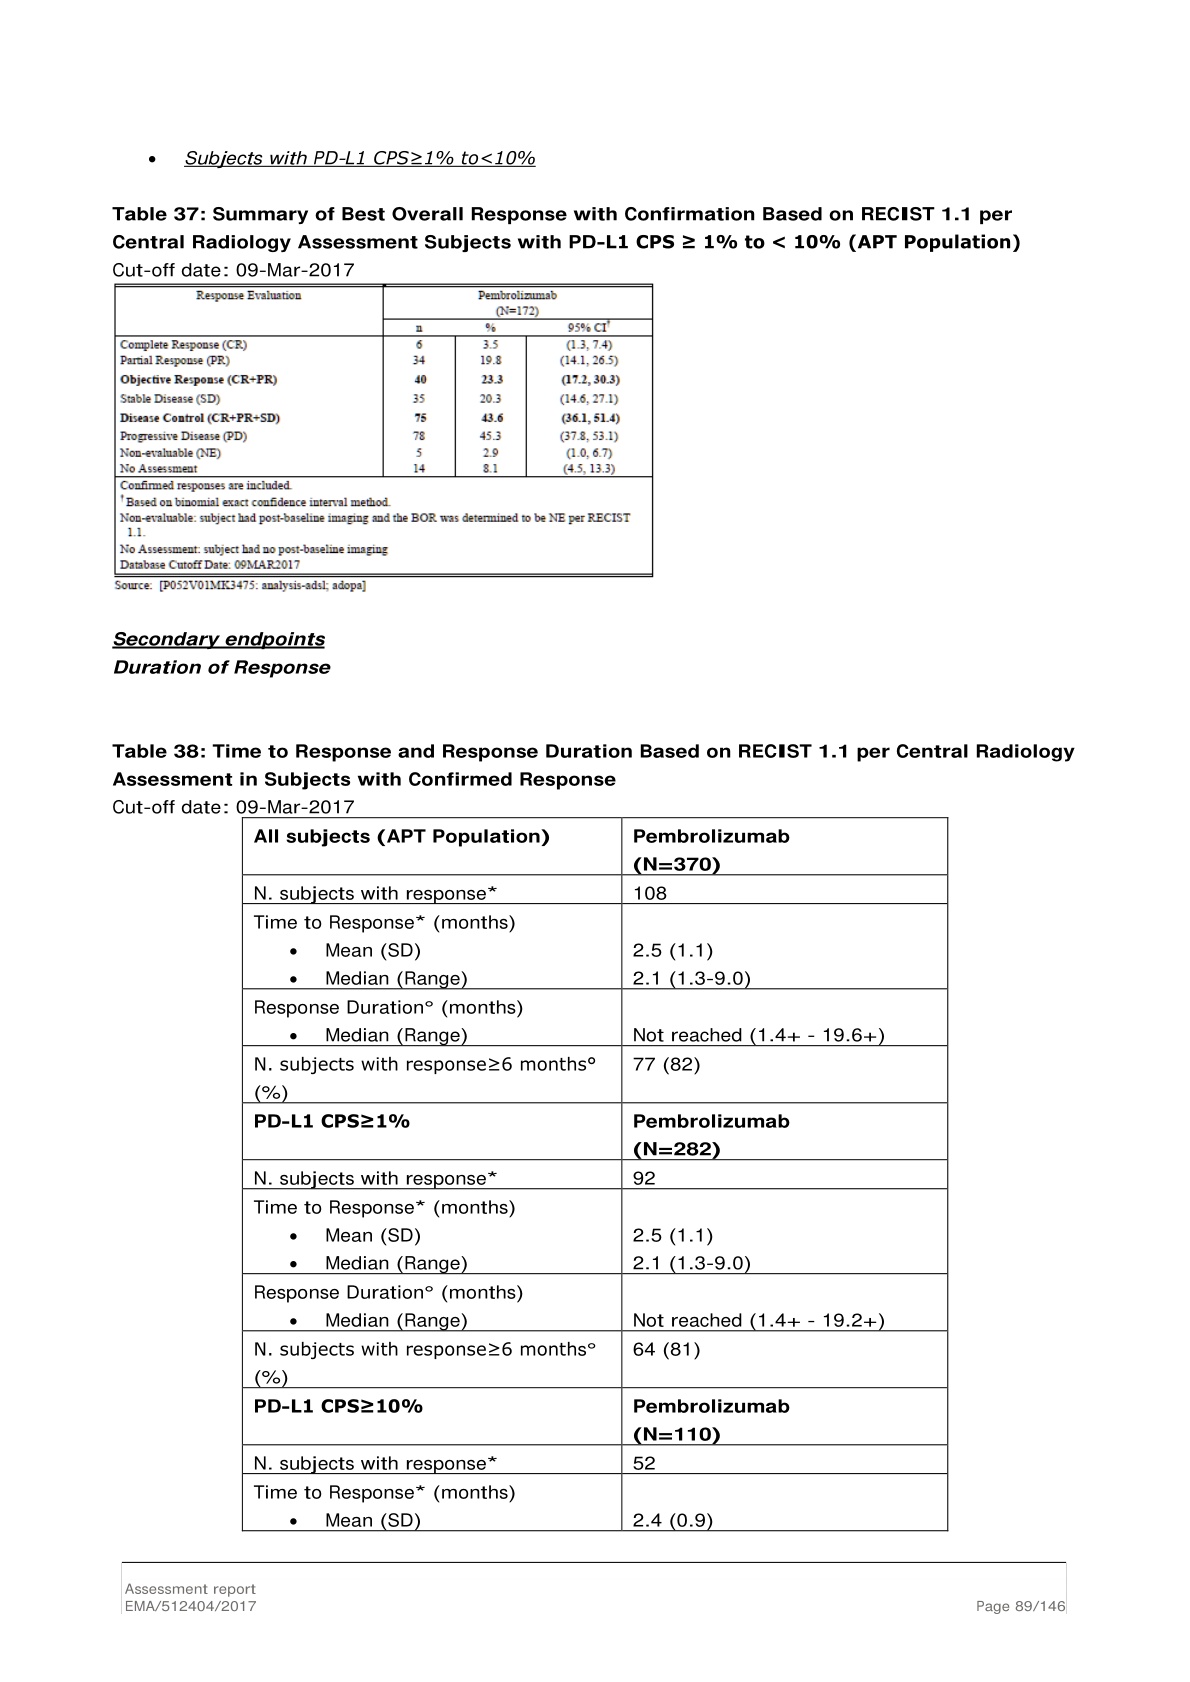 • Subjects with PD-L1 CPS≥1% to<10%
Table 37: Summary of Best Overall Response with Confirmation Based on RECIST 1.1 per
Central Radiology Assessment Subjects with PD-L1 CPS ≥ 1% to < 10% (APT Population)
Cut-off date: 09-Mar-2017
Response Evaluation Pembrolizumab
(N=172)
n % 95% CI†
Complete Response (CR) 6 3.5 (1.3, 7.4)
Partial Response (PR) 34 19.8 (14.1, 26.5)
Objective Response (CR+PR) 40 23.3 (17.2, 30.3)
Stable Disease (SD) 35 20.3 (14.6, 27.1)
Disease Control (CR+PR+SD) 75 43.6 (36.1, 51.4)
Progressive Disease (PD) 78 45.3 (37.8, 53.1)
Non-evaluable (NE) 5 2.9 (1.0, 6.7)
No Assessment 14 8.1 (4.5, 13.3)
Confirmed responses are included.
† Based on binomial exact confidence interval method.
Non-evaluable: subject had post-baseline imaging and the BOR was determined to be NE per RECIST
1.1.
No Assessment: subject had no post-baseline imaging
Database Cutoff Date: 09MAR2017
Source: [P052V01MK3475: analysis-adsl; adopa]
Secondary endpoints
Duration of Response
Table 38: Time to Response and Response Duration Based on RECIST 1.1 per Central Radiology
Assessment in Subjects with Confirmed Response
Cut-off date: 09-Mar-2017
All subjects (APT Population) Pembrolizumab
(N=370)
N. subjects with response* 108
Time to Response* (months)
• Mean (SD) 2.5 (1.1)
• Median (Range) 2.1 (1.3-9.0)
Response Durationº (months)
• Median (Range) Not reached (1.4+ - 19.6+)
N. subjects with response≥6 monthsº 77 (82)
(%)
PD-L1 CPS≥1% Pembrolizumab
(N=282)
N. subjects with response* 92
Time to Response* (months)
• Mean (SD) 2.5 (1.1)
• Median (Range) 2.1 (1.3-9.0)
Response Durationº (months)
• Median (Range) Not reached (1.4+ - 19.2+)
N. subjects with response≥6 monthsº 64 (81)
(%)
PD-L1 CPS≥10% Pembrolizumab
(N=110)
N. subjects with response* 52
Time to Response* (months)
• Mean (SD) 2.4 (0.9)
Assessment report
EMA/512404/2017 Page 89/146